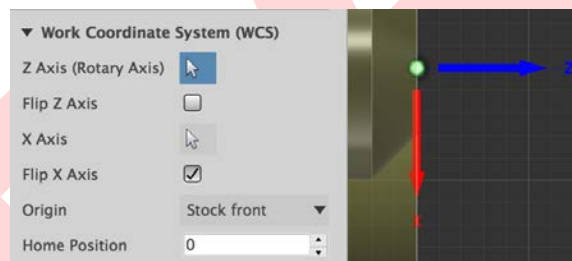 ▼ Work Coordinate System (WCS)
Z Axis (Rotary Axis)
Flip Z Axis
X Axis
Flip X Axis
Origin Stock front
Home Position 0
Z
X